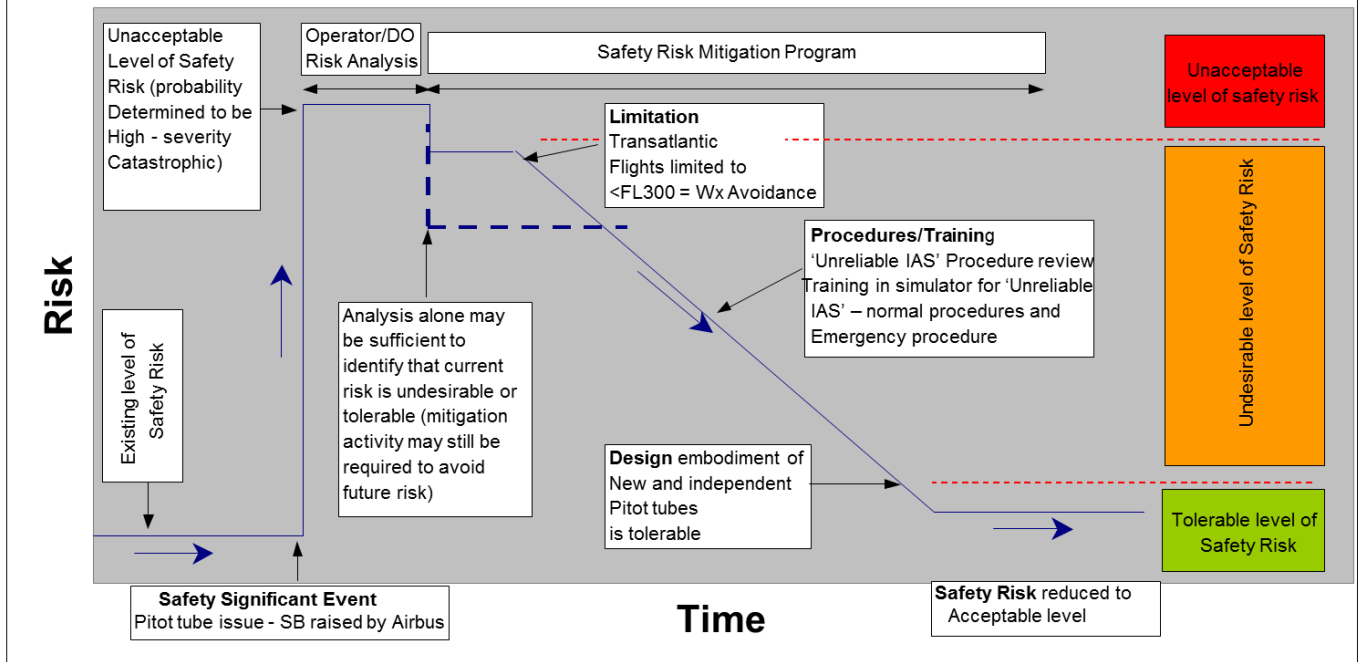 Unacceptable
Level of Safety
Risk (probability
Determined to be
High - severity
Catastrophic)
Operator/DO
Risk Analysis
Safety Risk Mitigation Program
Unacceptable
level of safety risk
Limitation
Transatlantic
Flights limited to
<FL300 = Wx Avoidance
Undesirable level of Safety Risk
Procedures/Training
‘Unreliable IAS’ Procedure review
Training in simulator for ‘Unreliable
IAS’ – normal procedures and
Emergency procedure
Risk
Existing level of
Safety Risk
Analysis alone may
be sufficient to
identify that current
risk is undesirable or
tolerable (mitigation
activity may still be
required to avoid
future risk)
Design embodiment of
New and independent
Pitot tubes
is tolerable
Tolerable level of
Safety Risk
Safety Significant Event
Pitot tube issue - SB raised by Airbus
Time
Safety Risk reduced to
Acceptable level